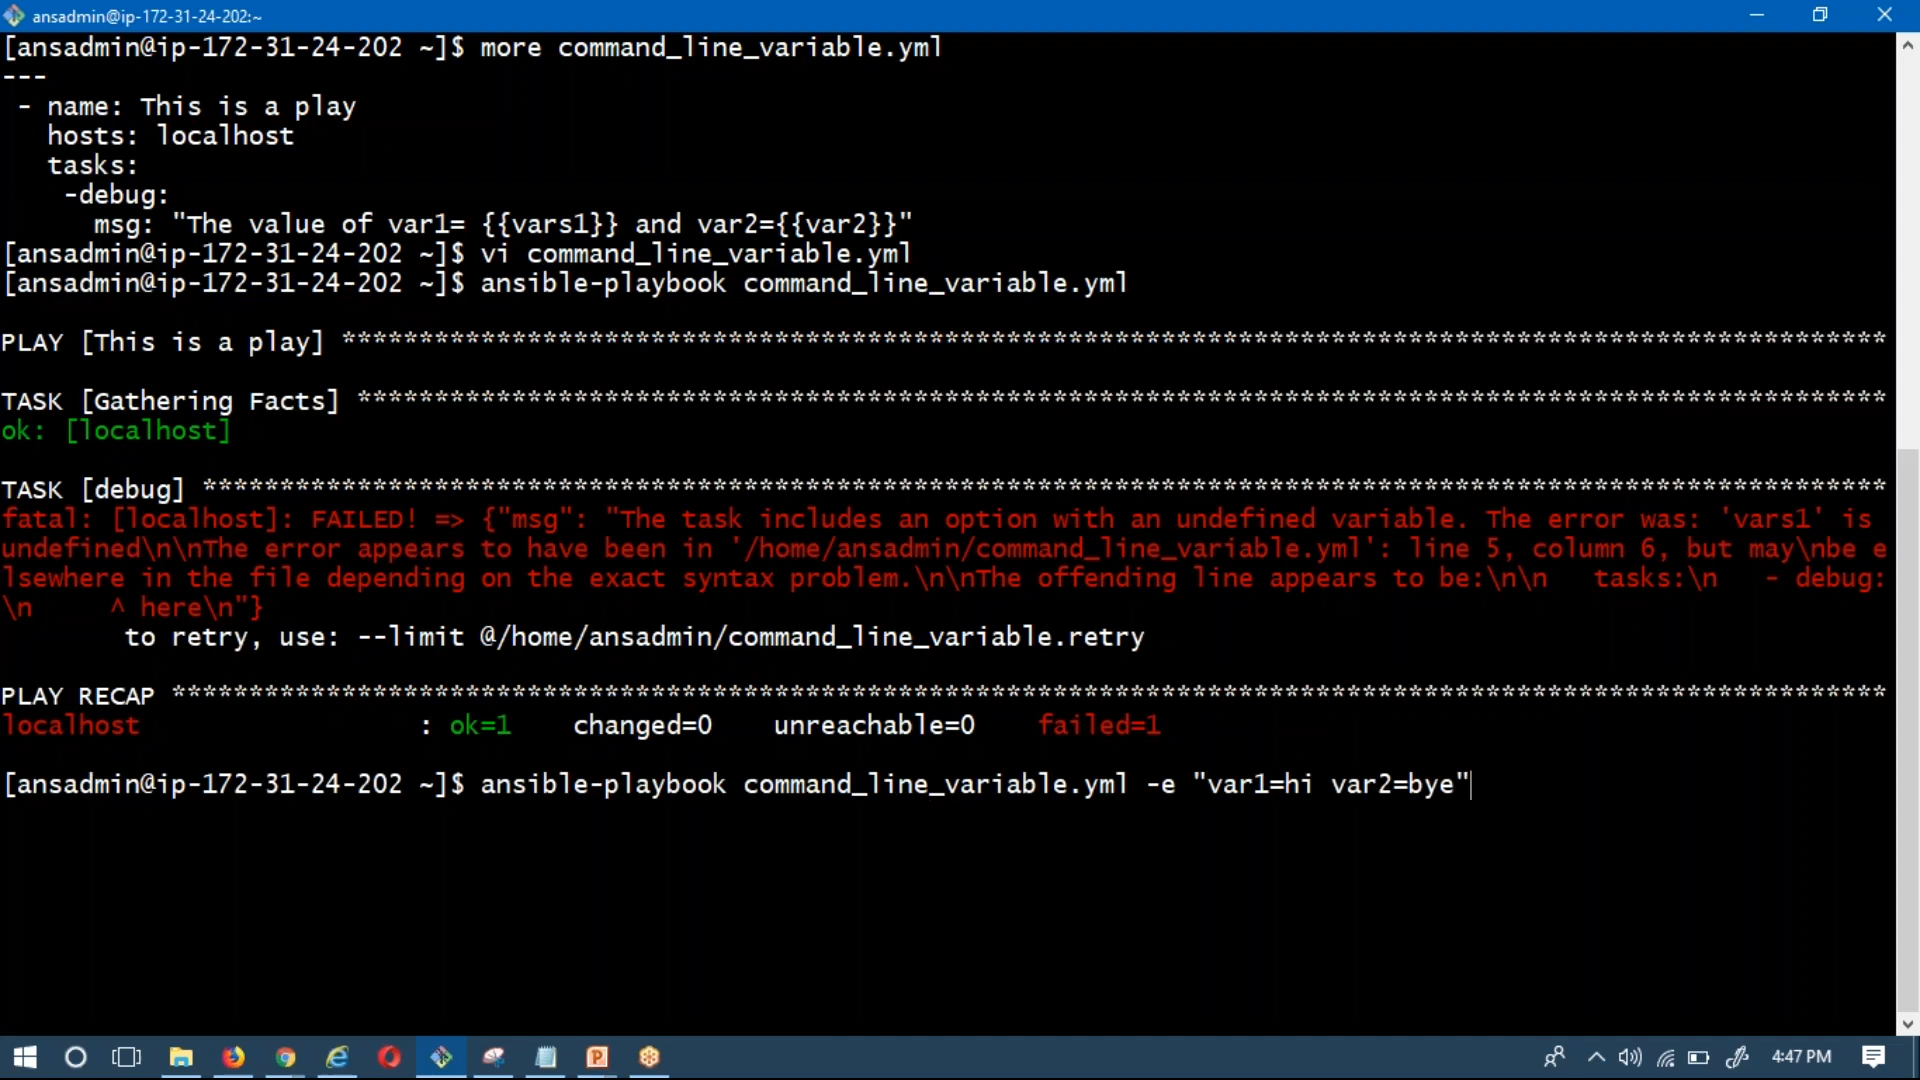 ansadmin@ip-172-31-24-202:~
[ansadmin@ip-172-31-24-202 ~]$ more command_line_variable.yml
---
 - name: This is a play
   hosts: localhost
   tasks:
    -debug:
      msg: "The value of var1= {{vars1}} and var2={{var2}}"
[ansadmin@ip-172-31-24-202 ~]$ vi command_line_variable.yml
[ansadmin@ip-172-31-24-202 ~]$ ansible-playbook command_line_variable.yml
PLAY [This is a play] ****************************************************************************************************
TASK [Gathering Facts] ***************************************************************************************************
ok: [localhost]
TASK [debug] *************************************************************************************************************
fatal: [localhost]: FAILED! => {"msg": "The task includes an option with an undefined variable. The error was: 'vars1' is
undefined\n\nThe error appears to have been in '/home/ansadmin/command_line_variable.yml': line 5, column 6, but may\nbe e
lsewhere in the file depending on the exact syntax problem.\n\nThe offending line appears to be:\n\n   tasks:\n   - debug:
\n     ^ here\n"}
        to retry, use: --limit @/home/ansadmin/command_line_variable.retry
PLAY RECAP ***************************************************************************************************************
localhost                  : ok=1    changed=0    unreachable=0    failed=1
[ansadmin@ip-172-31-24-202 ~]$ ansible-playbook command_line_variable.yml -e "var1=hi var2=bye"
4:47 PM